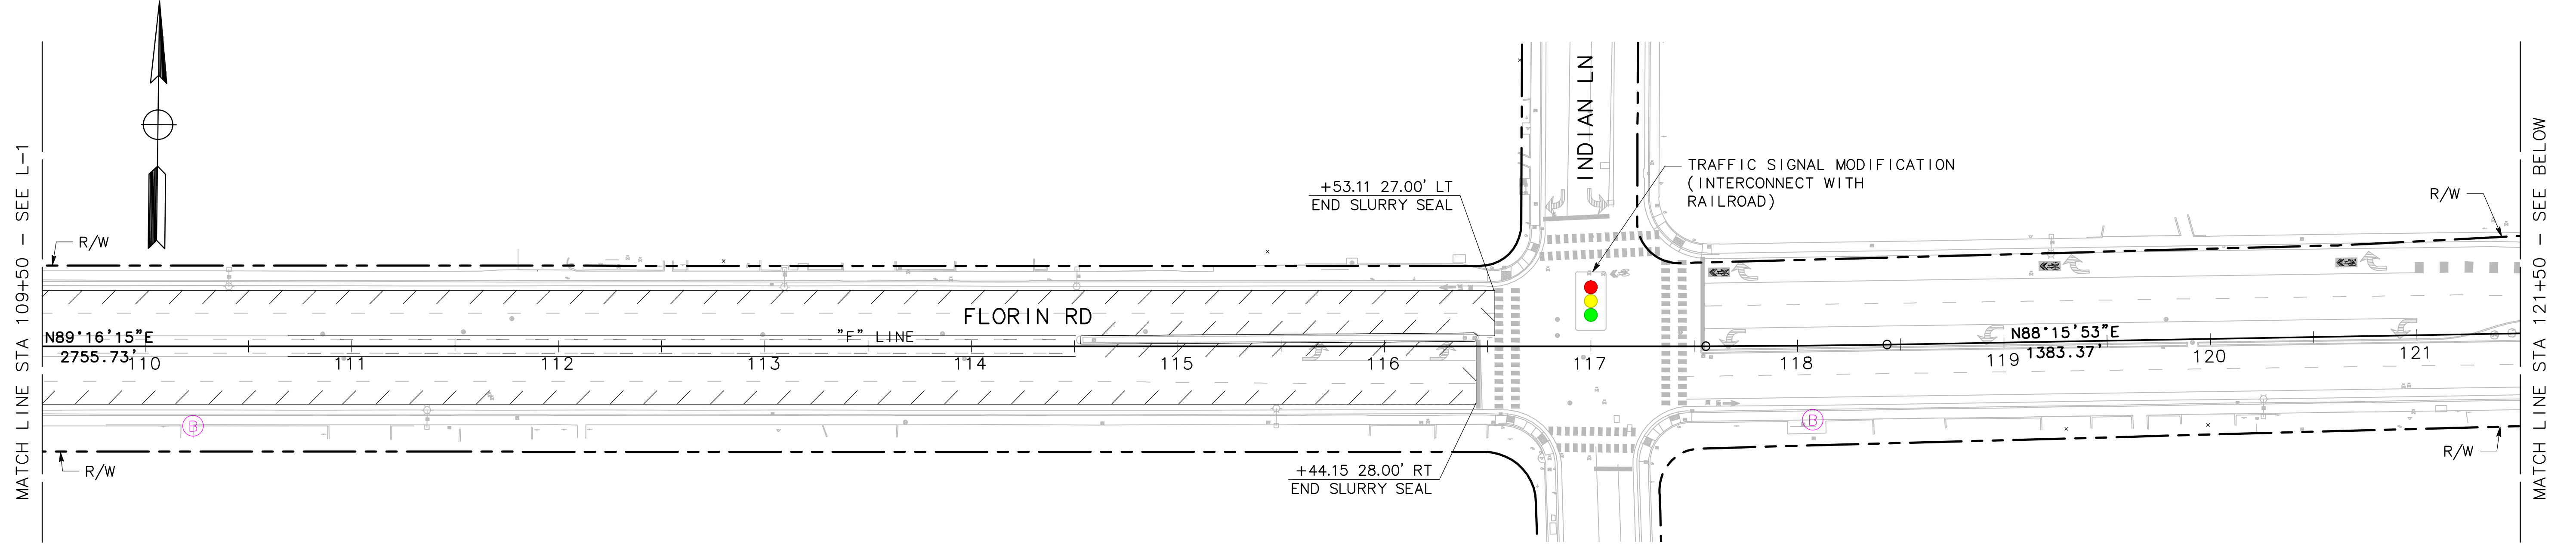 MATCH LINE STA 109+50 - SEE L-1
R/W
R/W
N89°16'15"E
2755.73'
110
111
112
113
114
115
116
117
118
119
120
121
FLORIN RD
"F" LINE
B
+53.11 27.00' LT
END SLURRY SEAL
+44.15 28.00' RT
END SLURRY SEAL
INDIAN LN
TRAFFIC SIGNAL MODIFICATION
(INTERCONNECT WITH
RAILROAD)
N88°15'53"E
1383.37'
B
R/W
R/W
MATCH LINE STA 121+50 - SEE BELOW